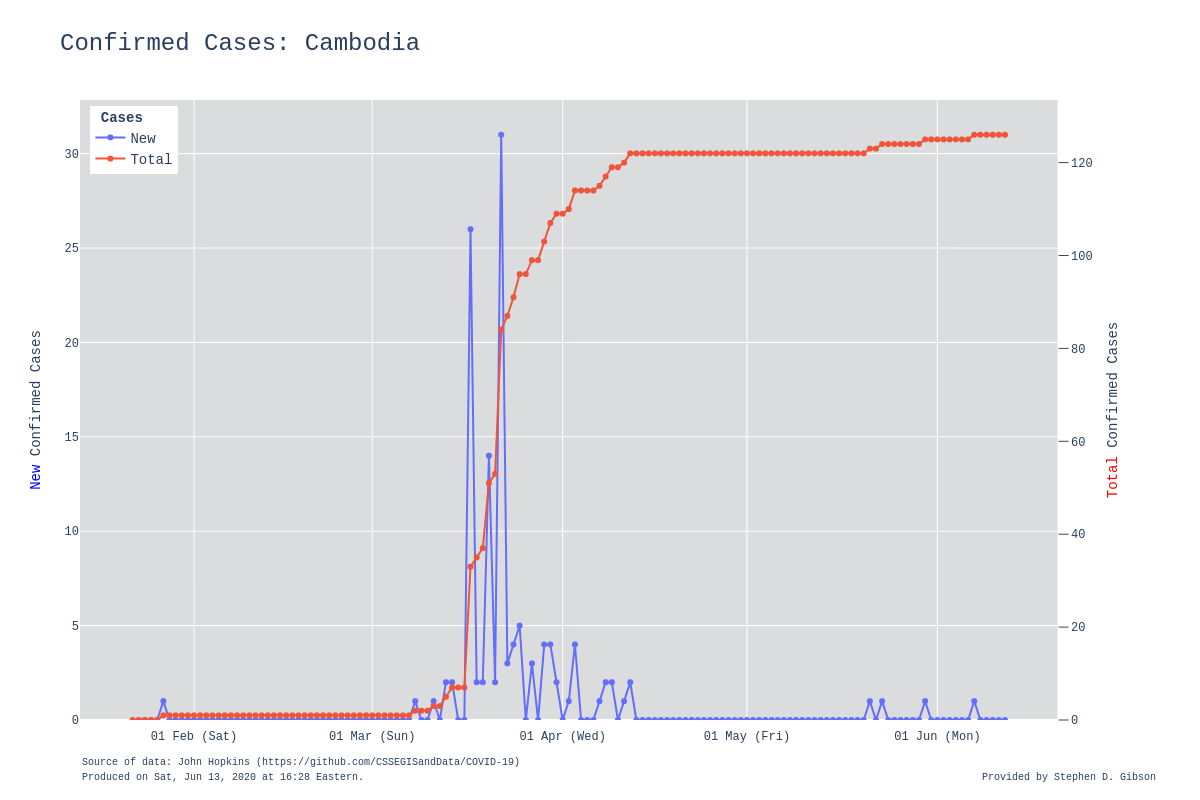 Confirmed Cases: Cambodia
Cases
New
Total
30
25
20
15
10
5
0
New Confirmed Cases
120
100
80
60
40
20
0
Total Confirmed Cases
01 Feb (Sat)
01 Mar (Sun)
01 Apr (Wed)
01 May (Fri)
01 Jun (Mon)
Source of data: John Hopkins (https://github.com/CSSEGISandData/COVID-19)
Produced on Sat, Jun 13, 2020 at 16:28 Eastern.
Provided by Stephen D. Gibson